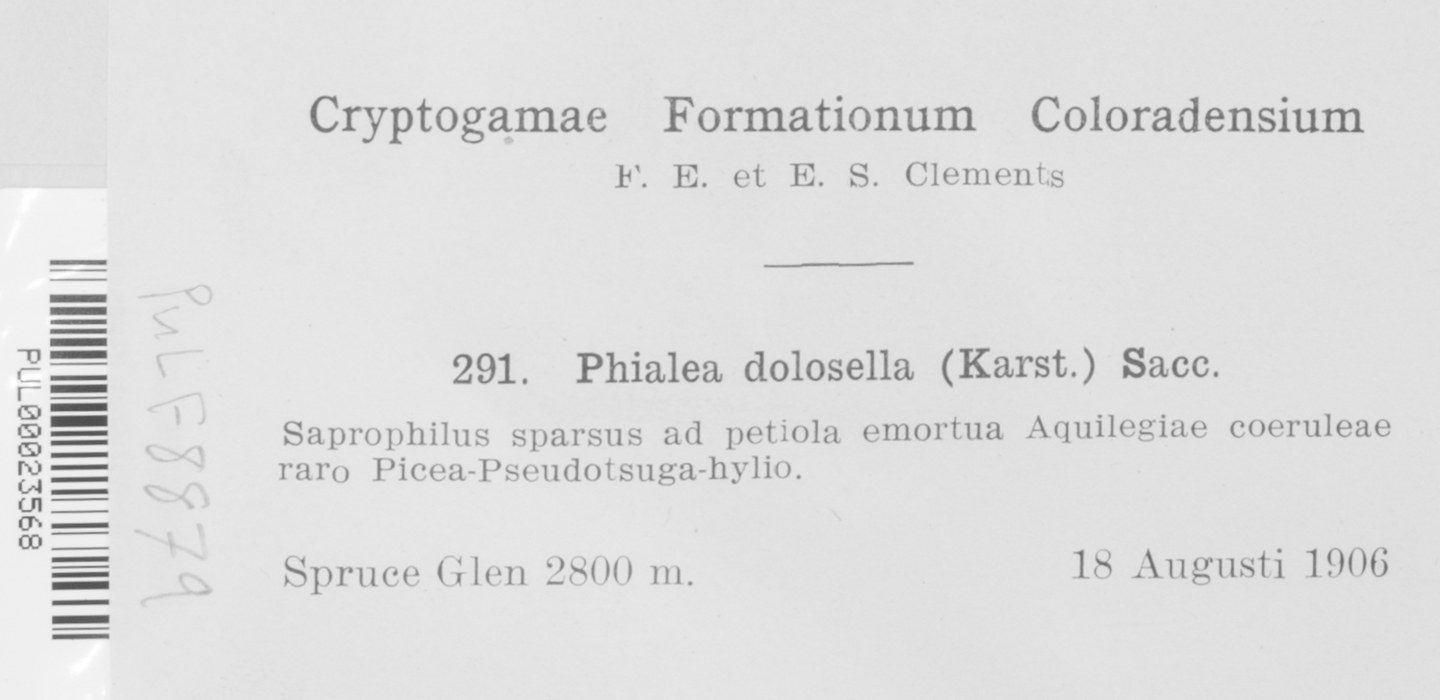 Cryptogamae Formationum Coloradensium
F. E. et E. S. Clements
291. Phialea dolosella (Karst.) Sacc.
Saprophilus sparsus ad petiola emortua Aquilegiae coeruleae
raro Picea-Pseudotsuga-hylio.
Spruce Glen 2800 m. 18 Augusti 1906
PUL00023568
PuL F8879